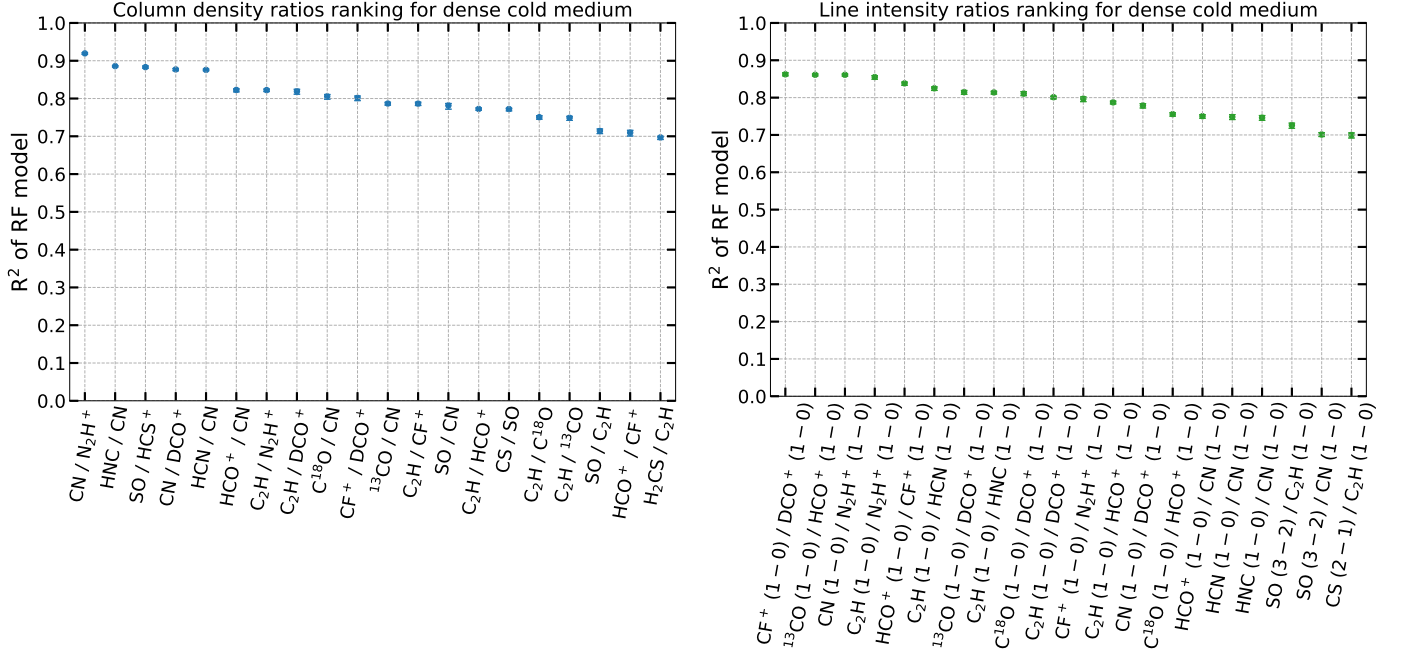 Column density ratios ranking for dense cold medium
R² of RF model
1.0
0.9
0.8
0.7
0.6
0.5
0.4
0.3
0.2
0.1
0.0
CN / N₂H⁺
HNC / CN
SO / HCS⁺
CN / DCO⁺
HCN / CN
HCO⁺ / CN
C₂H / N₂H⁺
C₂H / DCO⁺
C¹⁸O / CN
CF⁺ / DCO⁺
¹³CO / CN
C₂H / CF⁺
SO / CN
C₂H / HCO⁺
CS / SO
C₂H / C¹⁸O
C₂H / ¹³CO
SO / C₂H
HCO⁺ / CF⁺
H₂CS / C₂H
Line intensity ratios ranking for dense cold medium
R² of RF model
1.0
0.9
0.8
0.7
0.6
0.5
0.4
0.3
0.2
0.1
0.0
CF⁺ (1 − 0) / DCO⁺ (1 − 0)
¹³CO (1 − 0) / HCO⁺ (1 − 0)
CN (1 − 0) / N₂H⁺ (1 − 0)
C₂H (1 − 0) / N₂H⁺ (1 − 0)
HCO⁺ (1 − 0) / CF⁺ (1 − 0)
C₂H (1 − 0) / HCN (1 − 0)
¹³CO (1 − 0) / DCO⁺ (1 − 0)
C₂H (1 − 0) / HNC (1 − 0)
C¹⁸O (1 − 0) / DCO⁺ (1 − 0)
C₂H (1 − 0) / DCO⁺ (1 − 0)
CF⁺ (1 − 0) / N₂H⁺ (1 − 0)
C₂H (1 − 0) / HCO⁺ (1 − 0)
CN (1 − 0) / DCO⁺ (1 − 0)
C¹⁸O (1 − 0) / HCO⁺ (1 − 0)
HCO⁺ (1 − 0) / CN (1 − 0)
HCN (1 − 0) / CN (1 − 0)
HNC (1 − 0) / CN (1 − 0)
SO (3 − 2) / C₂H (1 − 0)
SO (3 − 2) / CN (1 − 0)
CS (2 − 1) / C₂H (1 − 0)